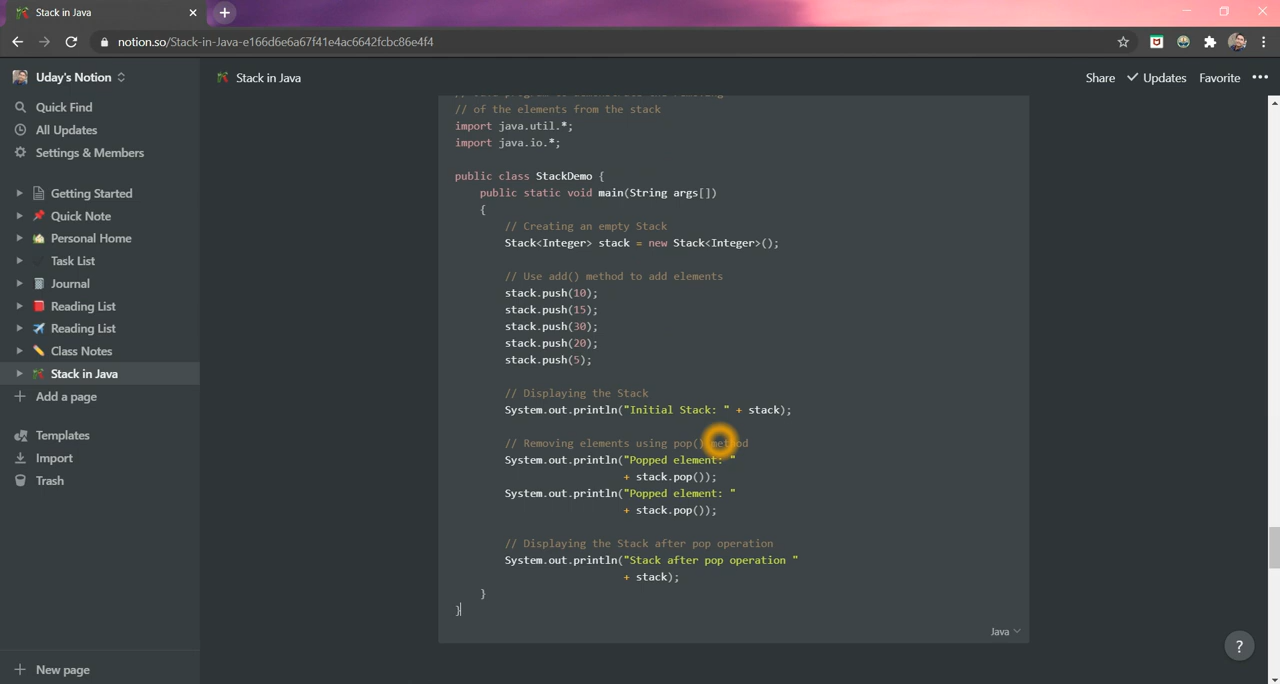 Stack in Java
notion.so/Stack-in-Java-e166d6e6a67f41e4ac6642fcbc86e4f4
Uday's Notion
Stack in Java
Share
Updates
Favorite
Quick Find
All Updates
Settings & Members
Getting Started
Quick Note
Personal Home
Task List
Journal
Reading List
Reading List
Class Notes
Stack in Java
Add a page
Templates
Import
Trash
New page
// of the elements from the stack
import java.util.*;
import java.io.*;
public class StackDemo {
public static void main(String args[])
{
// Creating an empty Stack
Stack<Integer> stack = new Stack<Integer>();
// Use add() method to add elements
stack.push(10);
stack.push(15);
stack.push(30);
stack.push(20);
stack.push(5);
// Displaying the Stack
System.out.println("Initial Stack: " + stack);
// Removing elements using pop() method
System.out.println("Popped element: "
+ stack.pop());
System.out.println("Popped element: "
+ stack.pop());
// Displaying the Stack after pop operation
System.out.println("Stack after pop operation "
+ stack);
}
}
Java
?